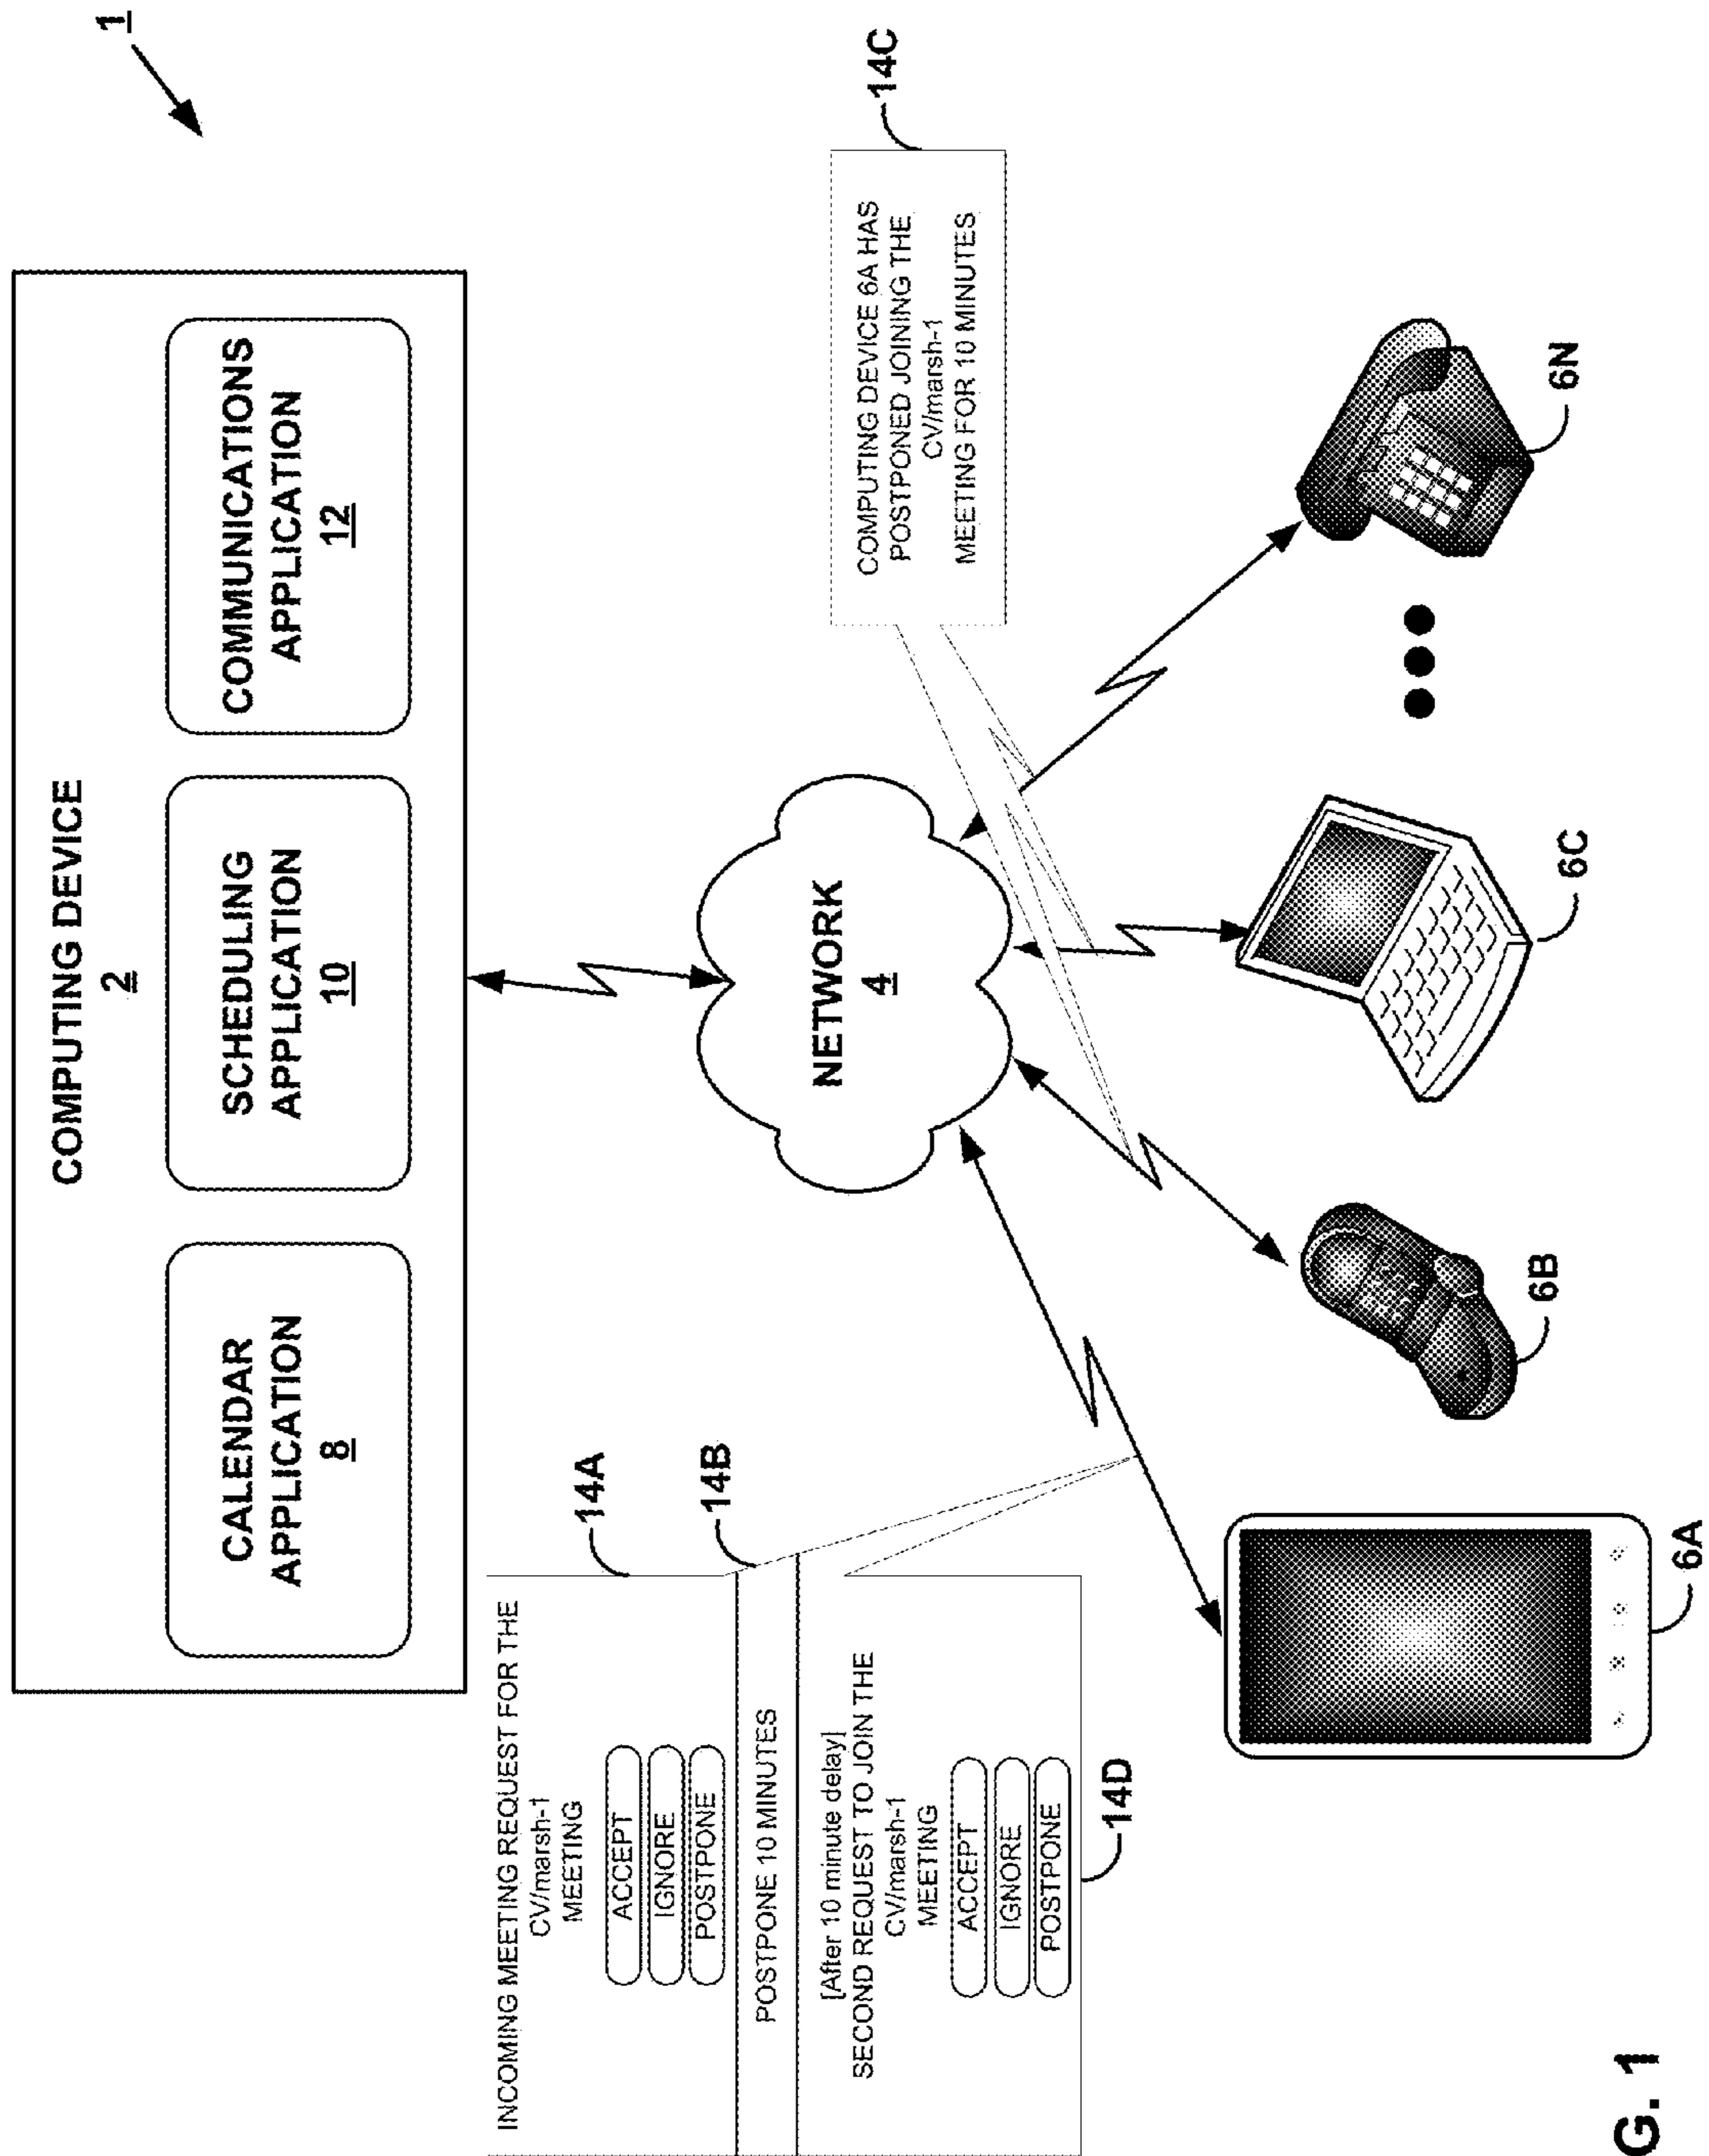 1
COMPUTING DEVICE
2
CALENDAR
APPLICATION
8
SCHEDULING
APPLICATION
10
COMMUNICATIONS
APPLICATION
12
INCOMING MEETING REQUEST FOR THE
CV/marsh-1
MEETING
ACCEPT
IGNORE
POSTPONE
14A
POSTPONE 10 MINUTES
14B
[After 10 minute delay]
SECOND REQUEST TO JOIN THE
CV/marsh-1
MEETING
ACCEPT
IGNORE
POSTPONE
14D
NETWORK
4
COMPUTING DEVICE 6A HAS
POSTPONED JOINING THE
CV/marsh-1
MEETING FOR 10 MINUTES
14C
6A
6B
6C
6N
G. 1